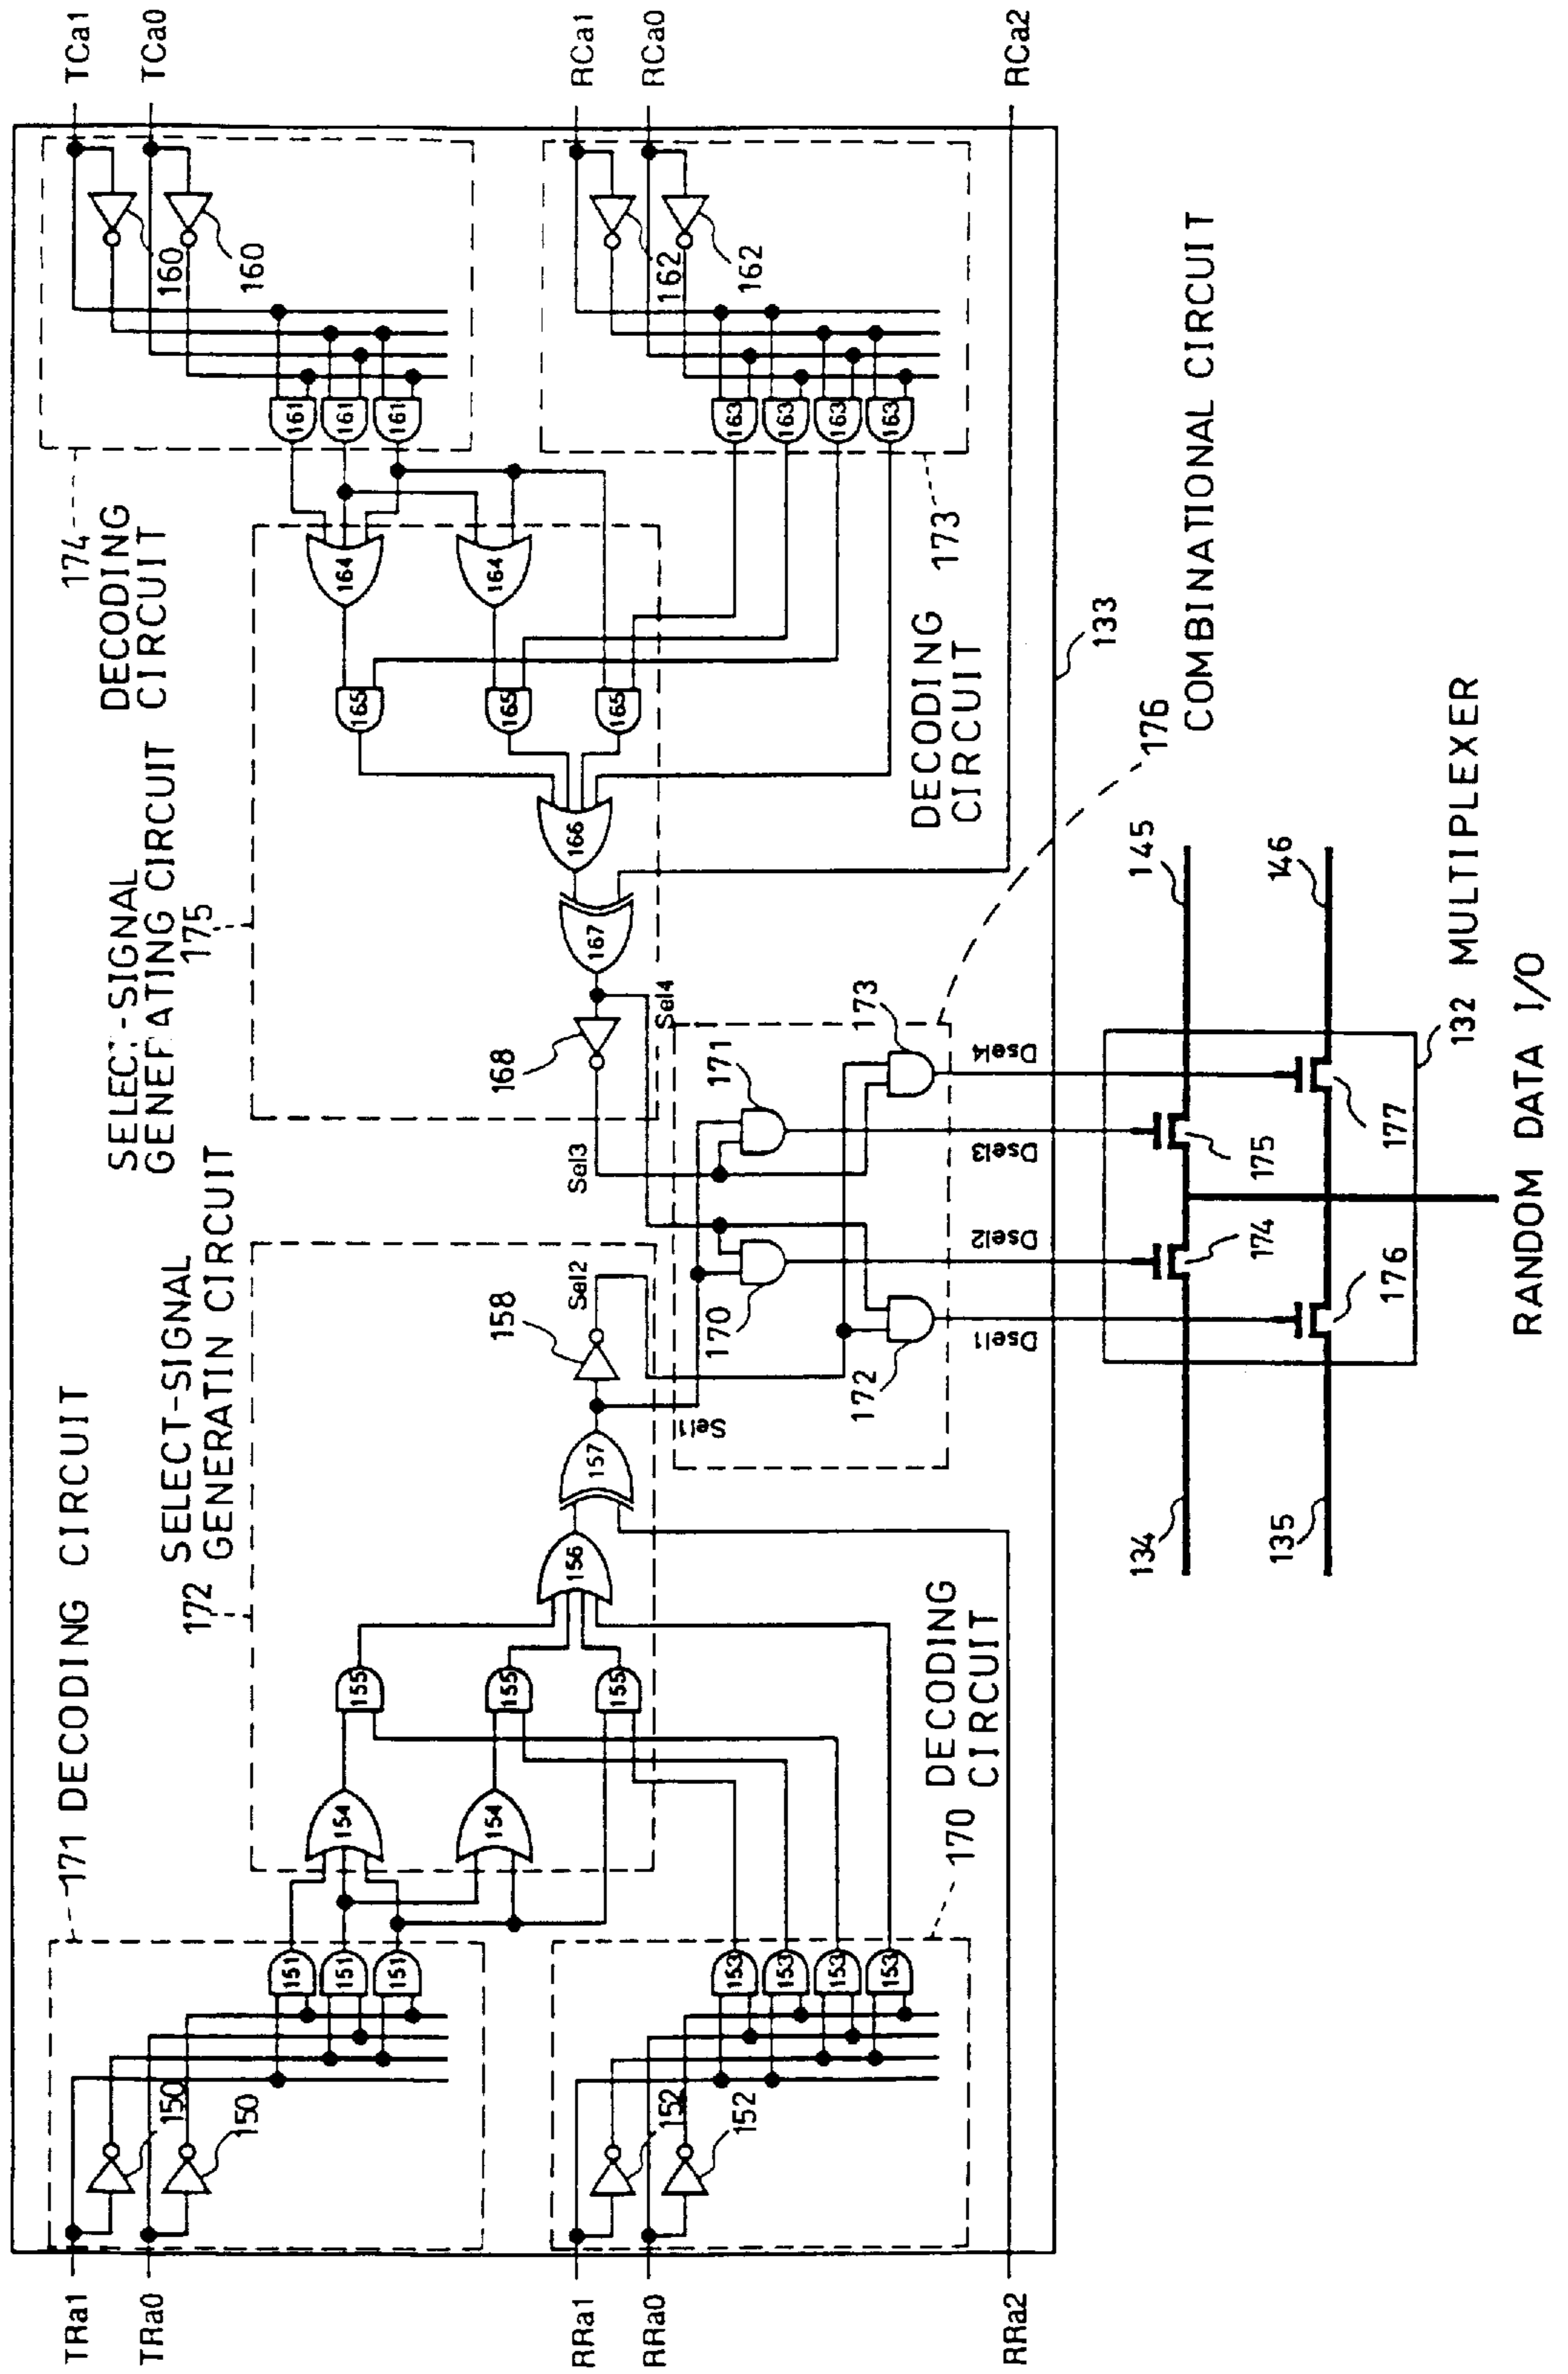 TRa1
TRa0
RRa1
RRa0
RRa2
171 DECODING CIRCUIT
150
150
151
151
151
152
152
153
153
153
153
170 DECODING
CIRCUIT
172 SELECT-SIGNAL
GENERATIN CIRCUIT
154
154
155
155
155
156
157
158
Sel1
Sel2
SELECT-SIGNAL
GENEFATING CIRCUIT
175
Sel3
Sel4
168
167
166
165
165
165
164
164
174
DECODING
CIRCUIT
161
161
161
160
160
TCa1
TCa0
173
DECODING
CIRCUIT
163
163
163
163
162
162
RCa1
RCa0
RCa2
133
170
171
172
173
176
COMBINATIONAL CIRCUIT
Dsel1
Dsel2
Dsel3
Dsel4
134
135
145
146
174
175
176
177
132 MULTIPLEXER
RANDOM DATA I/O